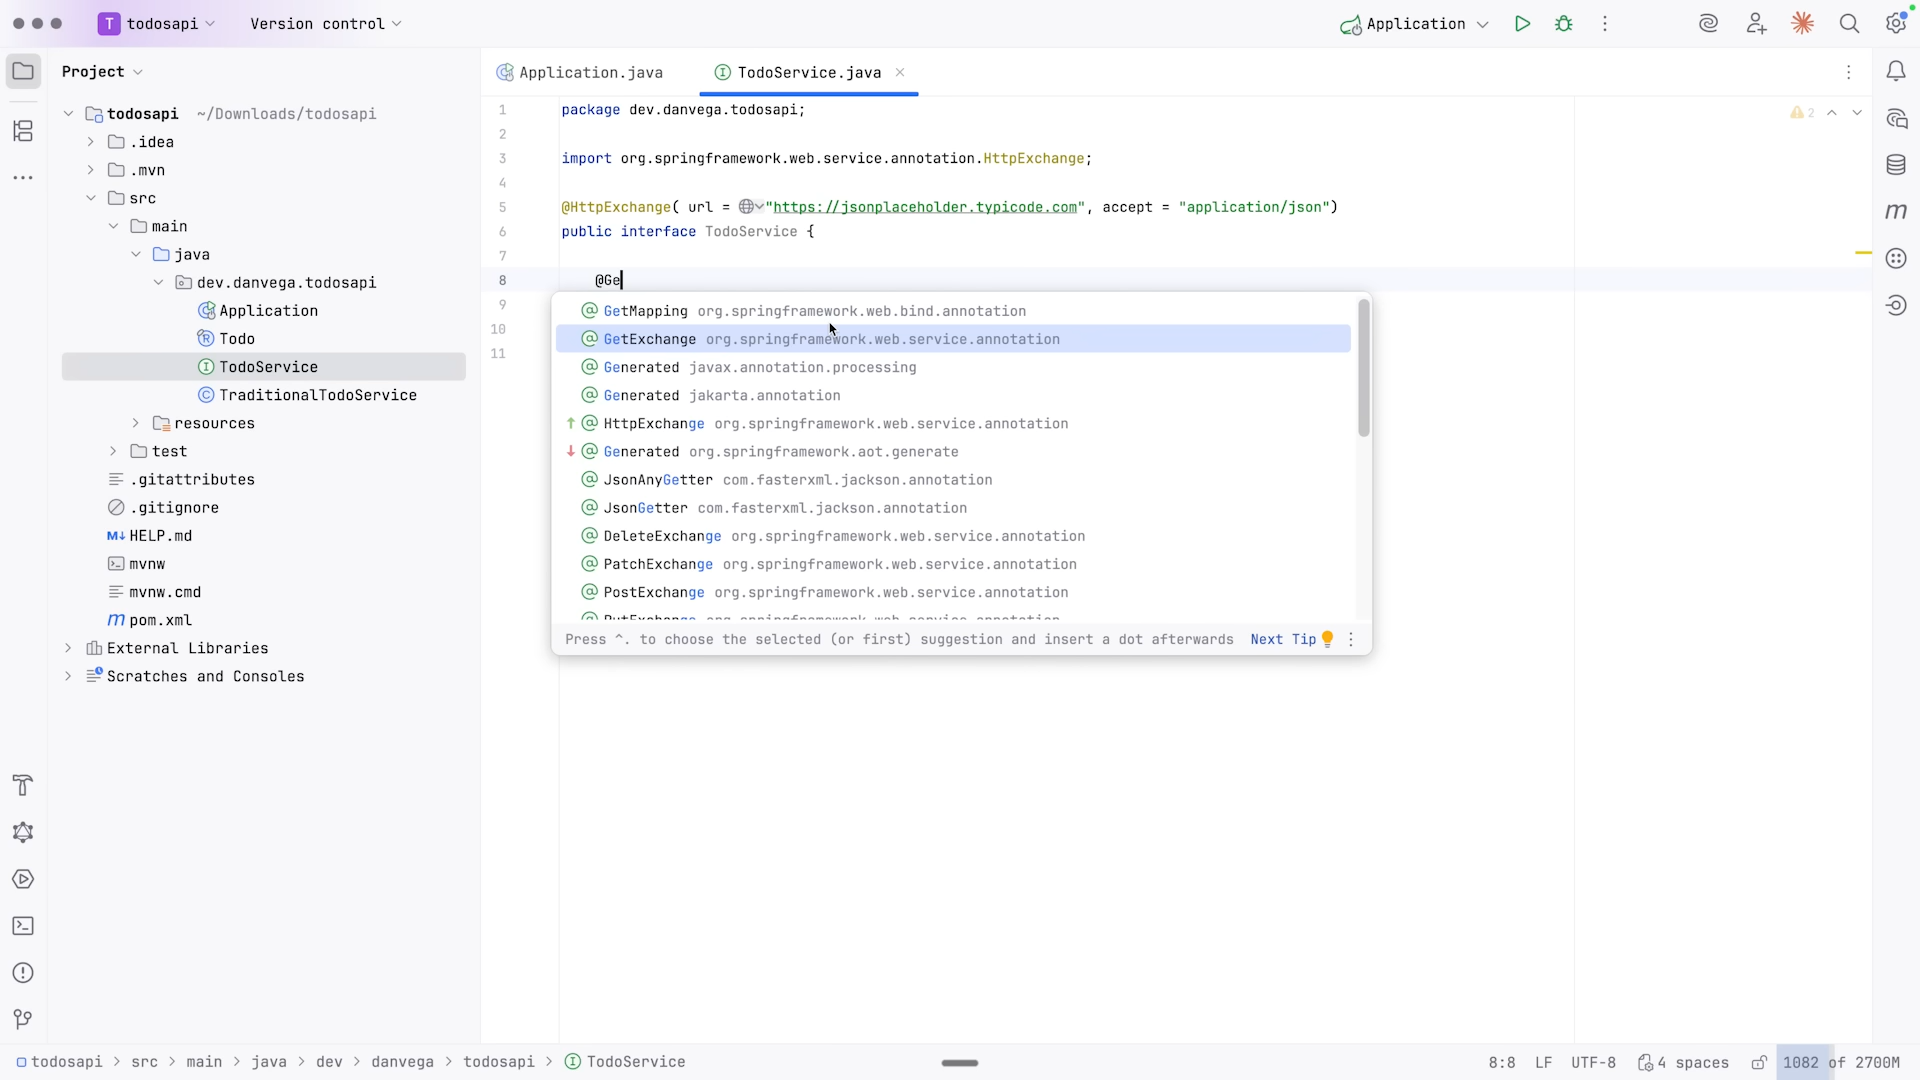 T todosapi Version control Application
Project
Application.java TodoService.java
todosapi ~/Downloads/todosapi
.idea
.mvn
src
main
java
dev.danvega.todosapi
Application
Todo
TodoService
TraditionalTodoService
resources
test
.gitattributes
.gitignore
M↓ HELP.md
mvnw
mvnw.cmd
m pom.xml
External Libraries
Scratches and Consoles
1 package dev.danvega.todosapi;
2
3 import org.springframework.web.service.annotation.HttpExchange;
4
5 @HttpExchange( url = "https://jsonplaceholder.typicode.com", accept = "application/json")
6 public interface TodoService {
7
8 @Ge
9
10
11
2
GetMapping org.springframework.web.bind.annotation
GetExchange org.springframework.web.service.annotation
Generated javax.annotation.processing
Generated jakarta.annotation
HttpExchange org.springframework.web.service.annotation
Generated org.springframework.aot.generate
JsonAnyGetter com.fasterxml.jackson.annotation
JsonGetter com.fasterxml.jackson.annotation
DeleteExchange org.springframework.web.service.annotation
PatchExchange org.springframework.web.service.annotation
PostExchange org.springframework.web.service.annotation
PutExchange org.springframework.web.service.annotation
Press ^. to choose the selected (or first) suggestion and insert a dot afterwards Next Tip
m
todosapi > src > main > java > dev > danvega > todosapi > TodoService
8:8 LF UTF-8 4 spaces 1082 of 2700M